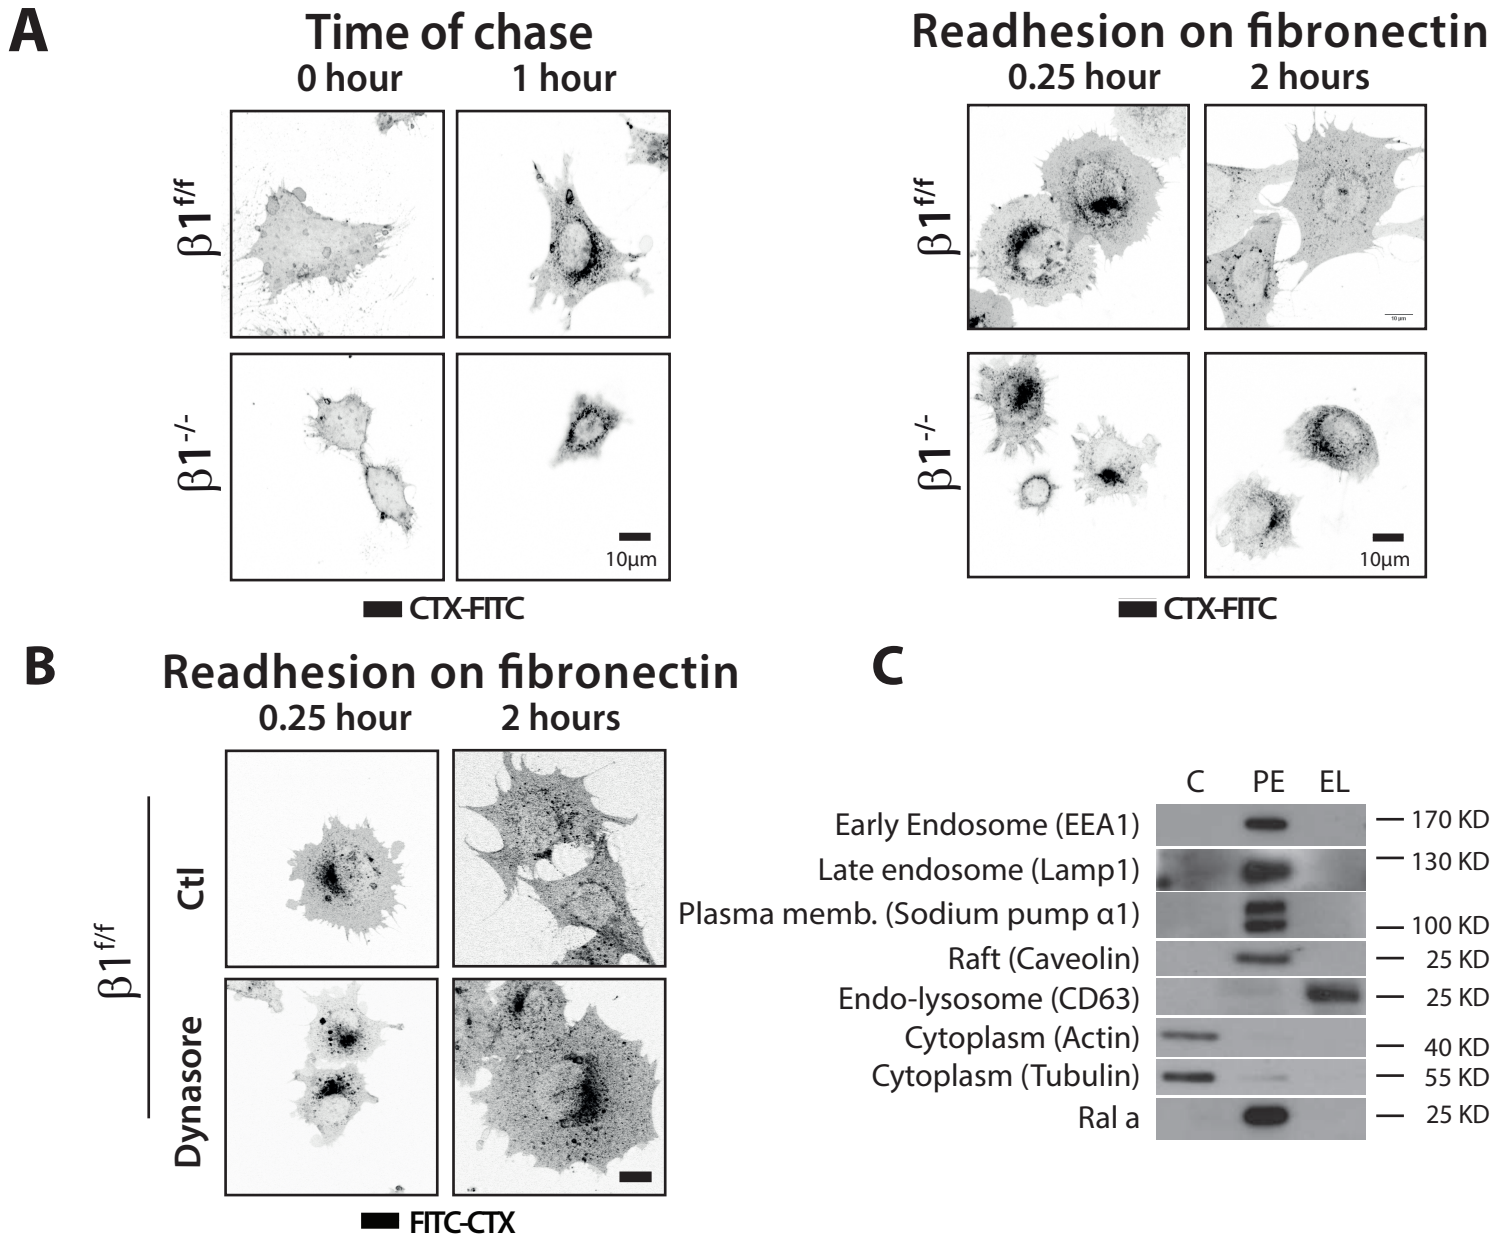 A
Time of chase
0 hour
1 hour
Readhesion on fibronectin
0.25 hour
2 hours
β1f/f
β1f/f
10 µm
β1-/-
β1-/-
10µm
10µm
CTX-FITC
CTX-FITC
B
Readhesion on fibronectin
0.25 hour
2 hours
β1f/f
Ctl
Dynasore
FITC-CTX
C
C PE EL
Early Endosome (EEA1) 170 KD
Late endosome (Lamp1) 130 KD
Plasma memb. (Sodium pump α1) 100 KD
Raft (Caveolin) 25 KD
Endo-lysosome (CD63) 25 KD
Cytoplasm (Actin) 40 KD
Cytoplasm (Tubulin) 55 KD
Ral a 25 KD